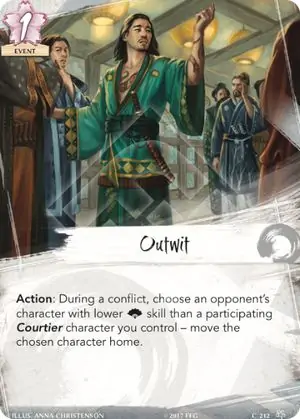 1
EVENT
Outwit
Action: During a conflict, choose an opponent's
character with lower skill than a participating
Courtier character you control – move the
chosen character home.
ILLUS. ANNA CHRISTENSON
©2017 FFG
C 212